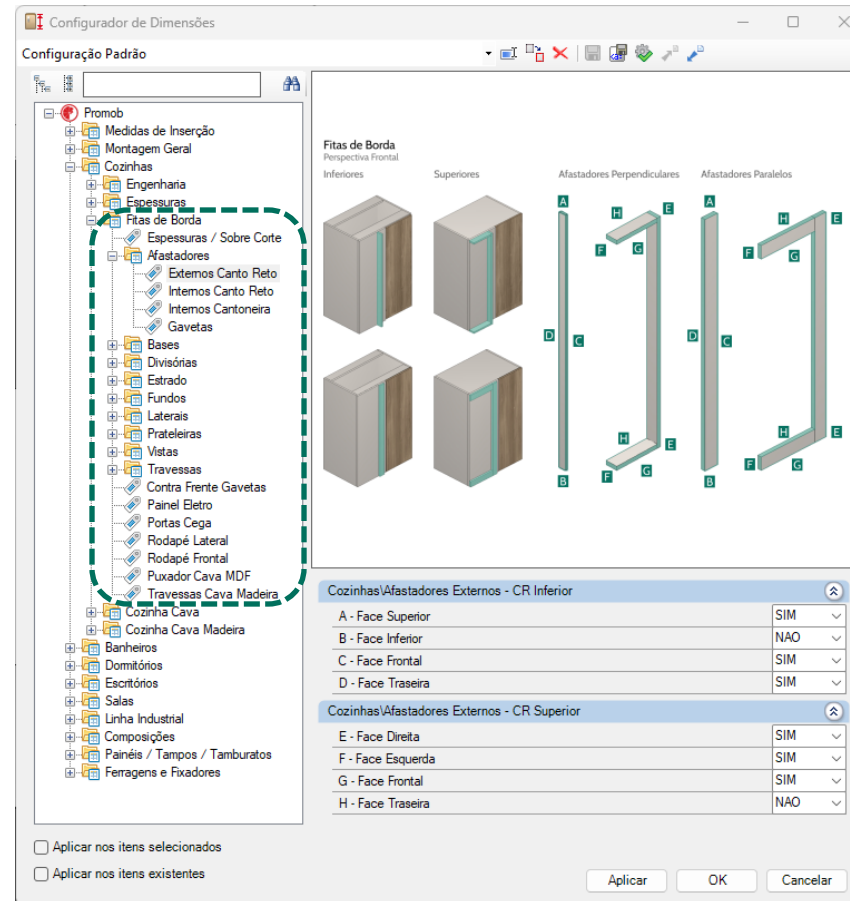 Configurador de Dimensões
Configuração Padrão
Promob
Medidas de Inserção
Montagem Geral
Cozinhas
Engenharia
Espessuras
Fitas de Borda
Espessuras / Sobre Corte
Afastadores
Externos Canto Reto
Internos Canto Reto
Internos Cantoneira
Gavetas
Bases
Divisórias
Estrado
Fundos
Laterais
Prateleiras
Vistas
Travessas
Contra Frente Gavetas
Painel Eletro
Portas Cega
Rodapé Lateral
Rodapé Frontal
Puxador Cava MDF
Travessas Cava Madeira
Cozinha Cava
Cozinha Cava Madeira
Banheiros
Dormitórios
Escritórios
Salas
Linha Industrial
Composições
Painéis / Tampos / Tamburatos
Ferragens e Fixadores
Fitas de Borda
Perspectiva Frontal
Inferiores Superiores Afastadores Perpendiculares Afastadores Paralelos
A H E A H E
F G F G
D C D C
H E H E
F G F G
B B
Cozinhas\Afastadores Externos - CR Inferior
A - Face Superior SIM
B - Face Inferior NAO
C - Face Frontal SIM
D - Face Traseira SIM
Cozinhas\Afastadores Externos - CR Superior
E - Face Direita SIM
F - Face Esquerda SIM
G - Face Frontal SIM
H - Face Traseira NAO
Aplicar nos itens selecionados
Aplicar nos itens existentes
Aplicar OK Cancelar